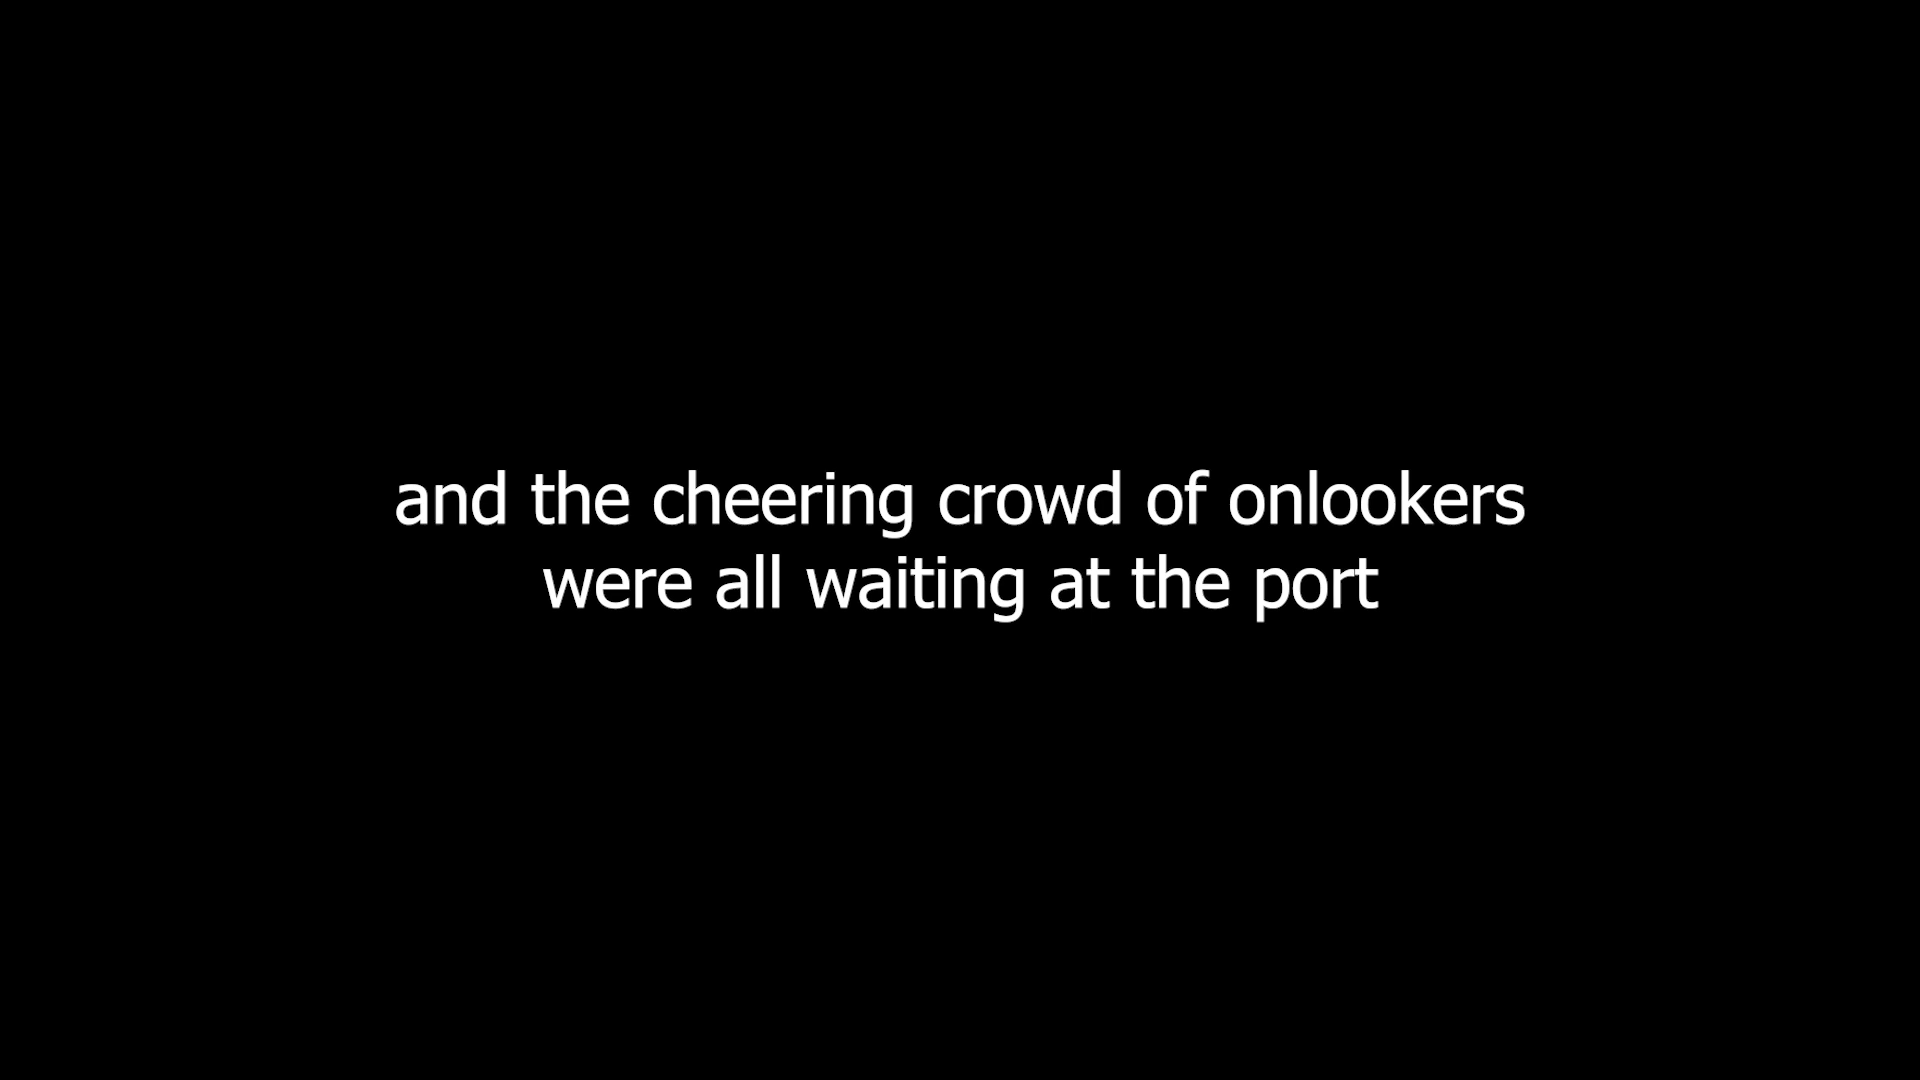 and the cheering crowd of onlookers
were all waiting at the port